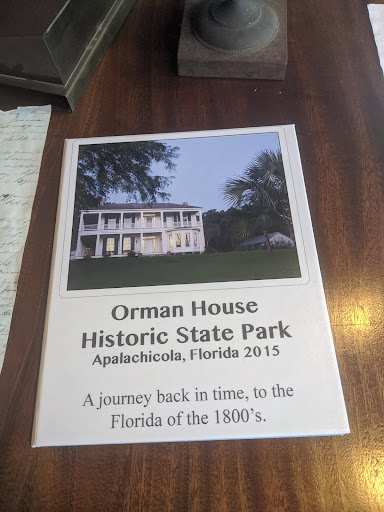 Orman House
Historic State Park
Apalachicola, Florida 2015
A journey back in time, to the
Florida of the 1800's.